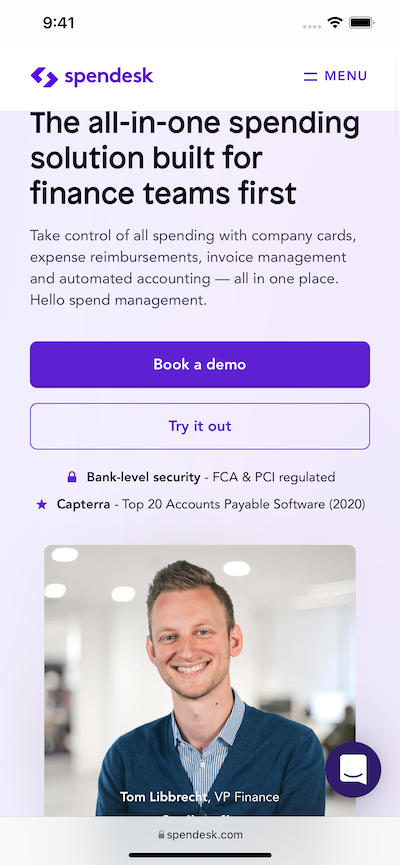 9:41
spendesk
MENU
The all-in-one spending
solution built for
finance teams first
Take control of all spending with company cards,
expense reimbursements, invoice management
and automated accounting — all in one place.
Hello spend management.
Book a demo
Try it out
Bank-level security - FCA & PCI regulated
Capterra - Top 20 Accounts Payable Software (2020)
Tom Libbrecht, VP Finance
spendesk.com